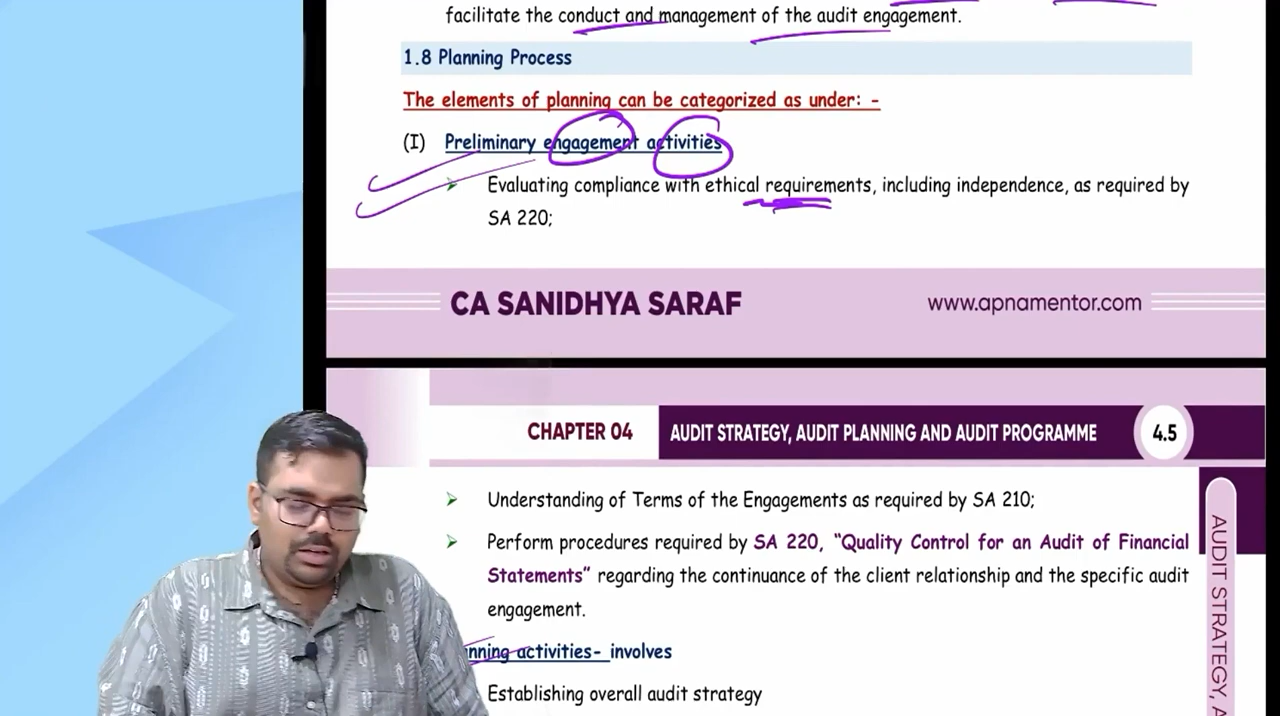 facilitate the conduct and management of the audit engagement.
1.8 Planning Process
The elements of planning can be categorized as under: -
(I) Preliminary engagement activities
Evaluating compliance with ethical requirements, including independence, as required by
SA 220;
CA SANIDHYA SARAF
www.apnamentor.com
CHAPTER 04
AUDIT STRATEGY, AUDIT PLANNING AND AUDIT PROGRAMME
4.5
Understanding of Terms of the Engagements as required by SA 210;
Perform procedures required by SA 220, “Quality Control for an Audit of Financial
Statements” regarding the continuance of the client relationship and the specific audit
engagement.
activities- involves
Establishing overall audit strategy
AUDIT STRATEGY,